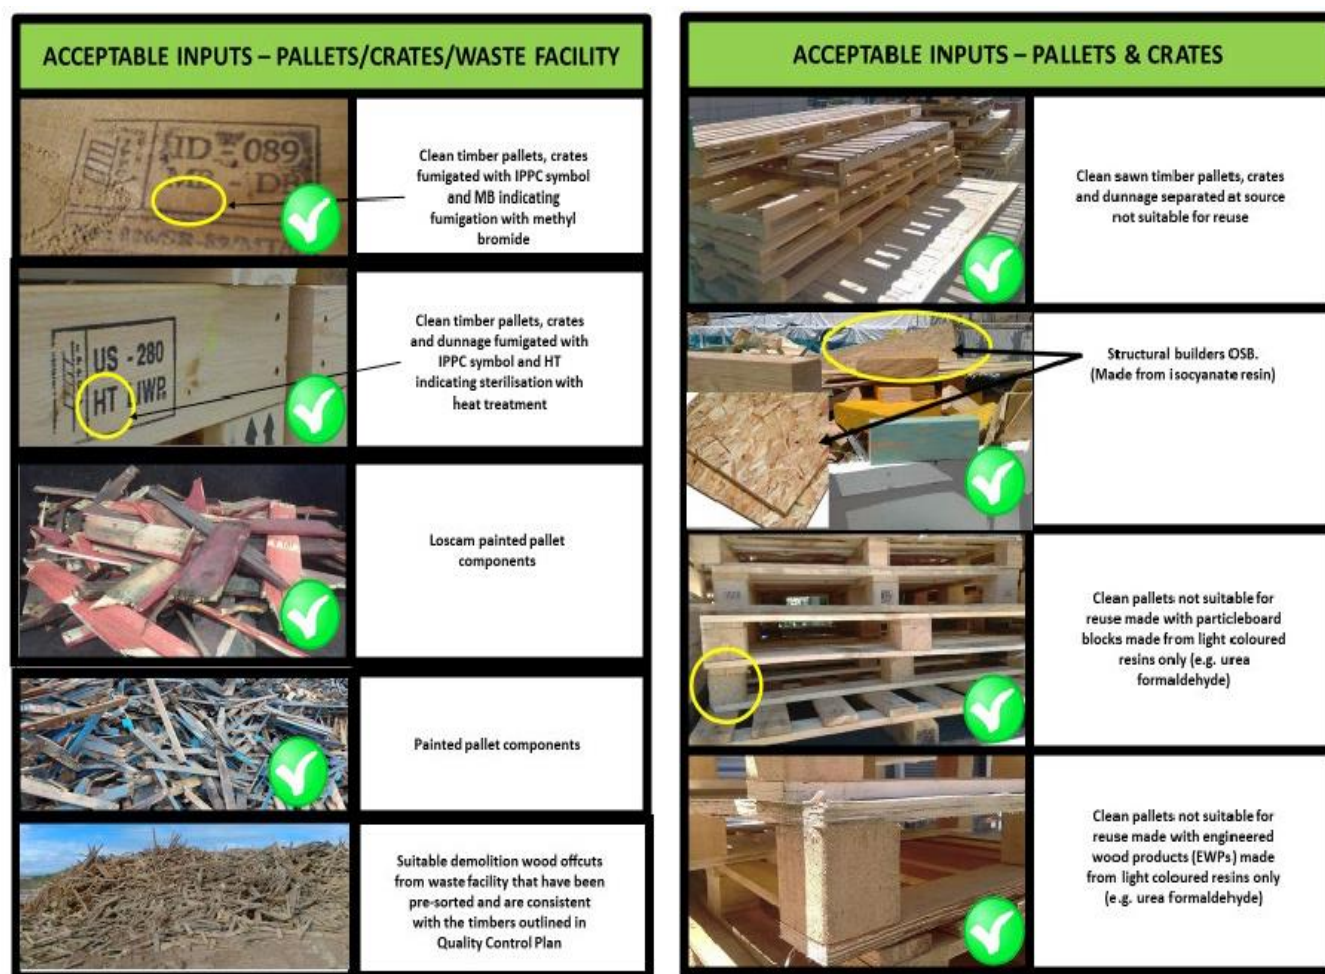 ACCEPTABLE INPUTS – PALLETS/CRATES/WASTE FACILITY
ID - 089
MB - DB
Clean timber pallets, crates
fumigated with IPPC symbol
and MB indicating
fumigation with methyl
bromide
US - 280
HT
Clean timber pallets, crates
and dunnage fumigated with
IPPC symbol and HT
indicating sterilisation with
heat treatment
Loscam painted pallet
components
Painted pallet components
Suitable demolition wood offcuts
from waste facility that have been
pre-sorted and are consistent
with the timbers outlined in
Quality Control Plan
ACCEPTABLE INPUTS – PALLETS & CRATES
Clean sawn timber pallets, crates
and dunnage separated at source
not suitable for reuse
Structural builders OSB.
(Made from isocyanate resin)
Clean pallets not suitable for
reuse made with particleboard
blocks made from light coloured
resins only (e.g. urea
formaldehyde)
Clean pallets not suitable for
reuse made with engineered
wood products (EWPs) made
from light coloured resins only
(e.g. urea formaldehyde)